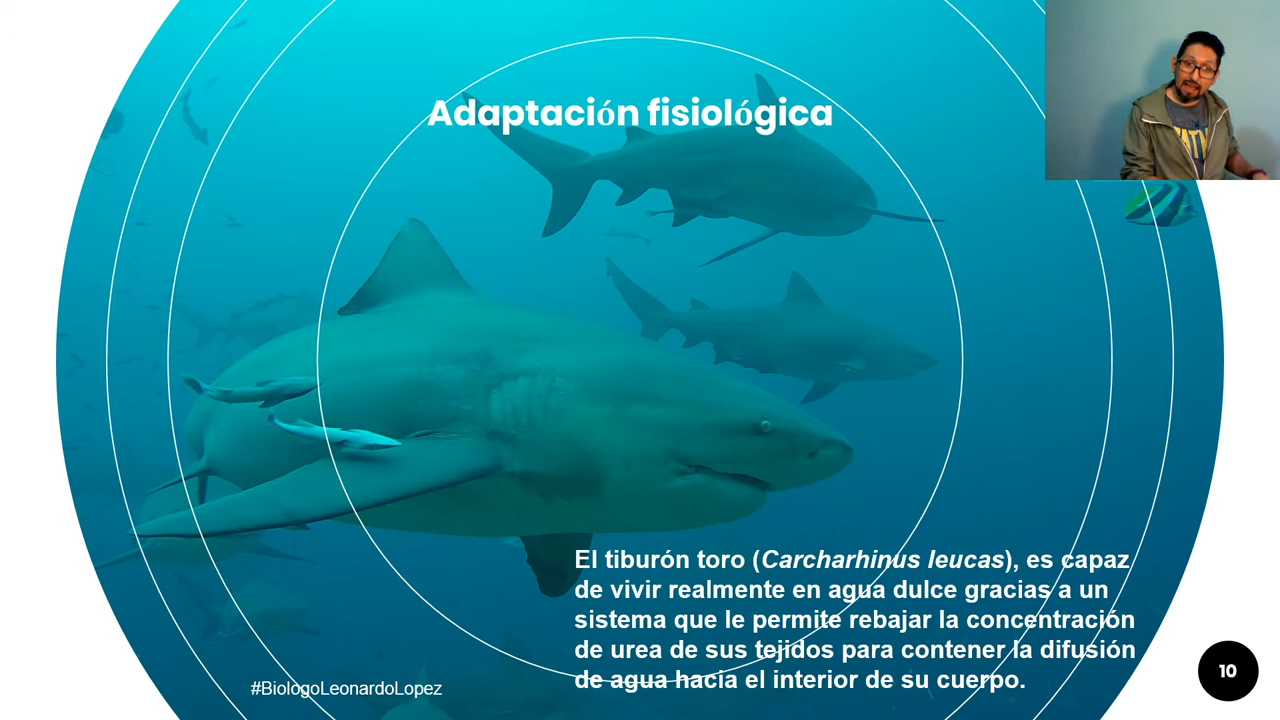 Adaptación fisiológica
El tiburón toro (Carcharhinus leucas), es capaz
de vivir realmente en agua dulce gracias a un
sistema que le permite rebajar la concentración
de urea de sus tejidos para contener la difusión
de agua hacia el interior de su cuerpo.
#BiologoLeonardoLopez
10